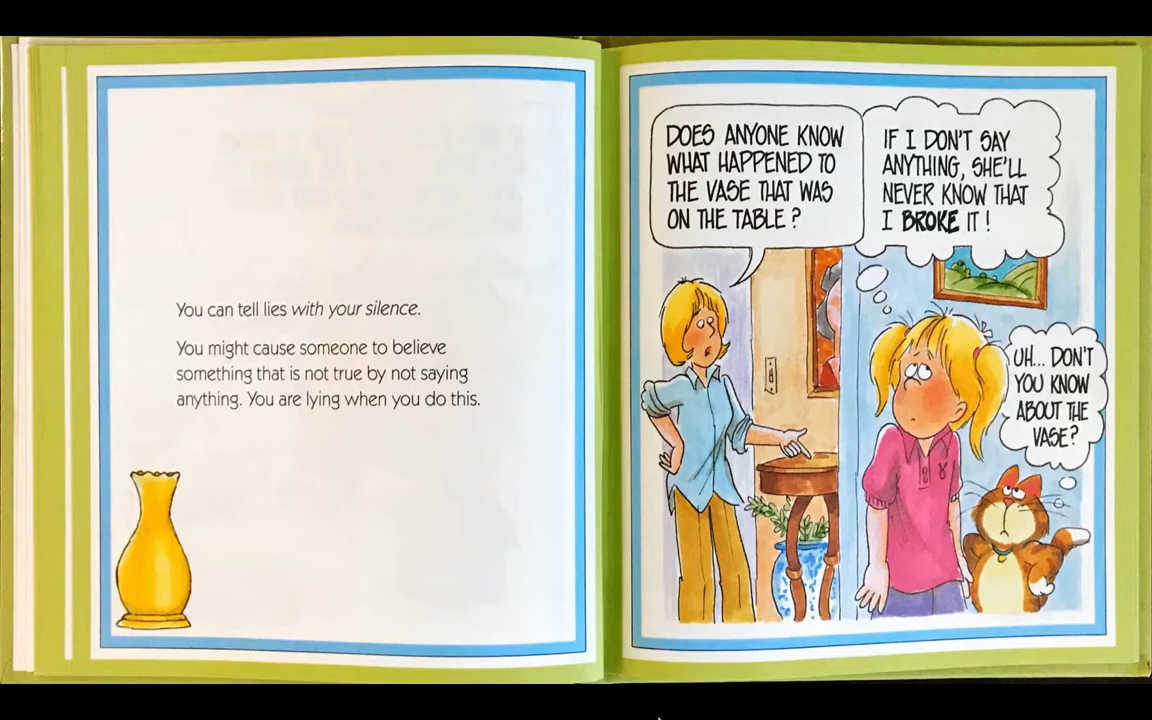 You can tell lies with your silence.
You might cause someone to believe
something that is not true by not saying
anything. You are lying when you do this.
DOES ANYONE KNOW
WHAT HAPPENED TO
THE VASE THAT WAS
ON THE TABLE?
IF I DON'T SAY
ANYTHING, SHE'LL
NEVER KNOW THAT
I BROKE IT!
UH... DON'T
YOU KNOW
ABOUT THE
VASE?